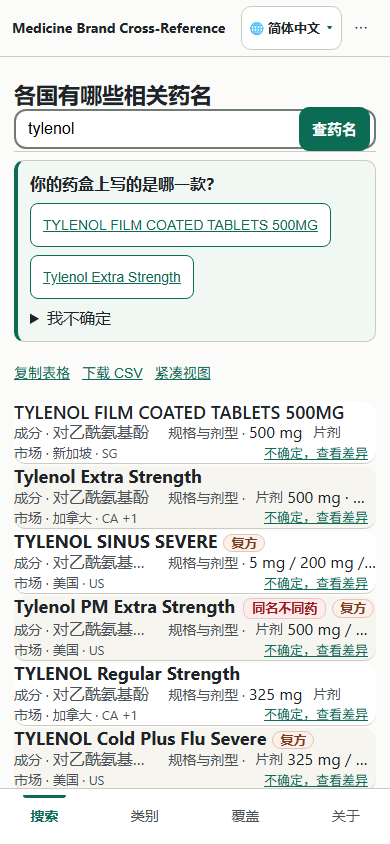 Medicine Brand Cross-Reference 🌐 简体中文 ▾ ···
各国有哪些相关药名
tylenol 查药名
你的药盒上写的是哪一款?
TYLENOL FILM COATED TABLETS 500MG
Tylenol Extra Strength
▶ 我不确定
复制表格 下载 CSV 紧凑视图
TYLENOL FILM COATED TABLETS 500MG
成分 · 对乙酰氨基酚 规格与剂型 · 500 mg 片剂
市场 · 新加坡 · SG 不确定，查看差异
Tylenol Extra Strength
成分 · 对乙酰氨基酚 规格与剂型 · 片剂 500 mg · ...
市场 · 加拿大 · CA +1 不确定，查看差异
TYLENOL SINUS SEVERE 复方
成分 · 对乙酰氨基... 规格与剂型 · 5 mg / 200 mg /...
市场 · 美国 · US 不确定，查看差异
Tylenol PM Extra Strength 同名不同药 复方
成分 · 对乙酰氨基... 规格与剂型 · 片剂 500 mg / ...
市场 · 美国 · US 不确定，查看差异
TYLENOL Regular Strength
成分 · 对乙酰氨基酚 规格与剂型 · 325 mg 片剂
市场 · 加拿大 · CA +1 不确定，查看差异
TYLENOL Cold Plus Flu Severe 复方
成分 · 对乙酰氨基... 规格与剂型 · 片剂 325 mg / ...
市场 · 美国 · US 不确定，查看差异
搜索 类别 覆盖 关于